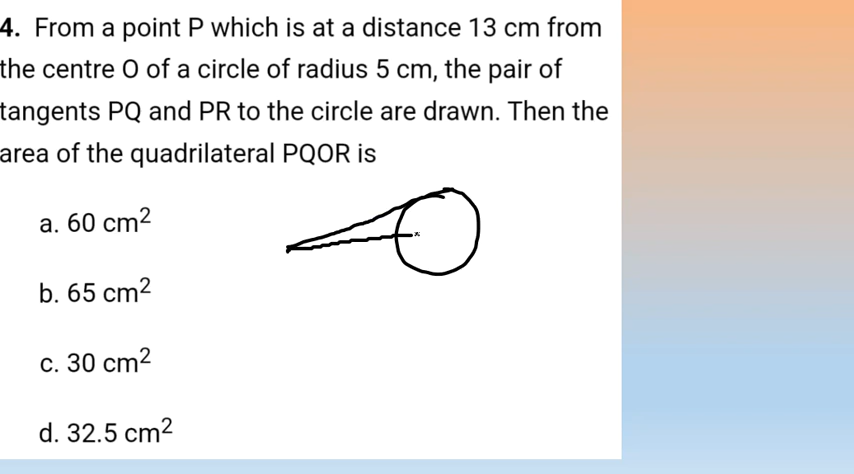 4. From a point P which is at a distance 13 cm from
the centre O of a circle of radius 5 cm, the pair of
tangents PQ and PR to the circle are drawn. Then the
area of the quadrilateral PQOR is
a. 60 cm²
b. 65 cm²
c. 30 cm²
d. 32.5 cm²